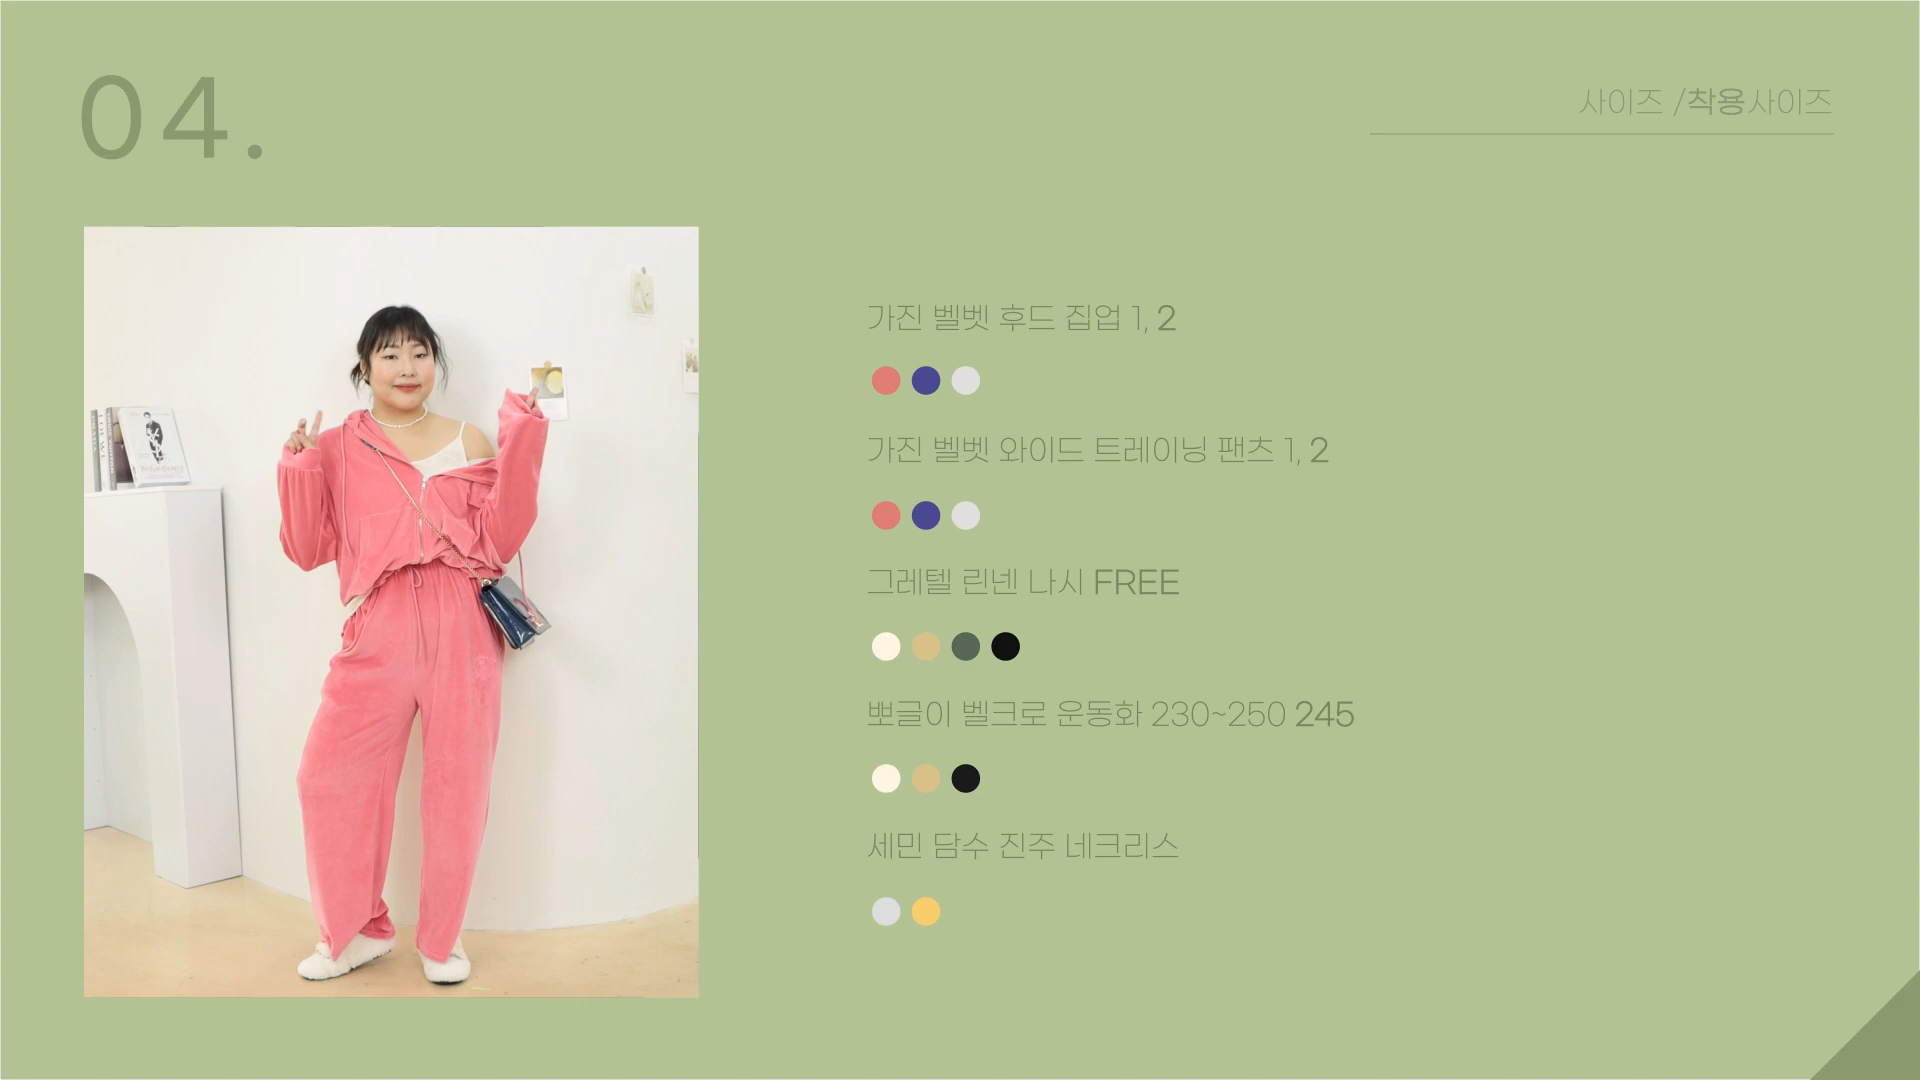 04.
사이즈 /착용사이즈
가진 벨벳 후드 집업 1, 2
가진 벨벳 와이드 트레이닝 팬츠 1, 2
그레텔 린넨 나시 FREE
뽀글이 벨크로 운동화 230~250 245
세민 담수 진주 네크리스